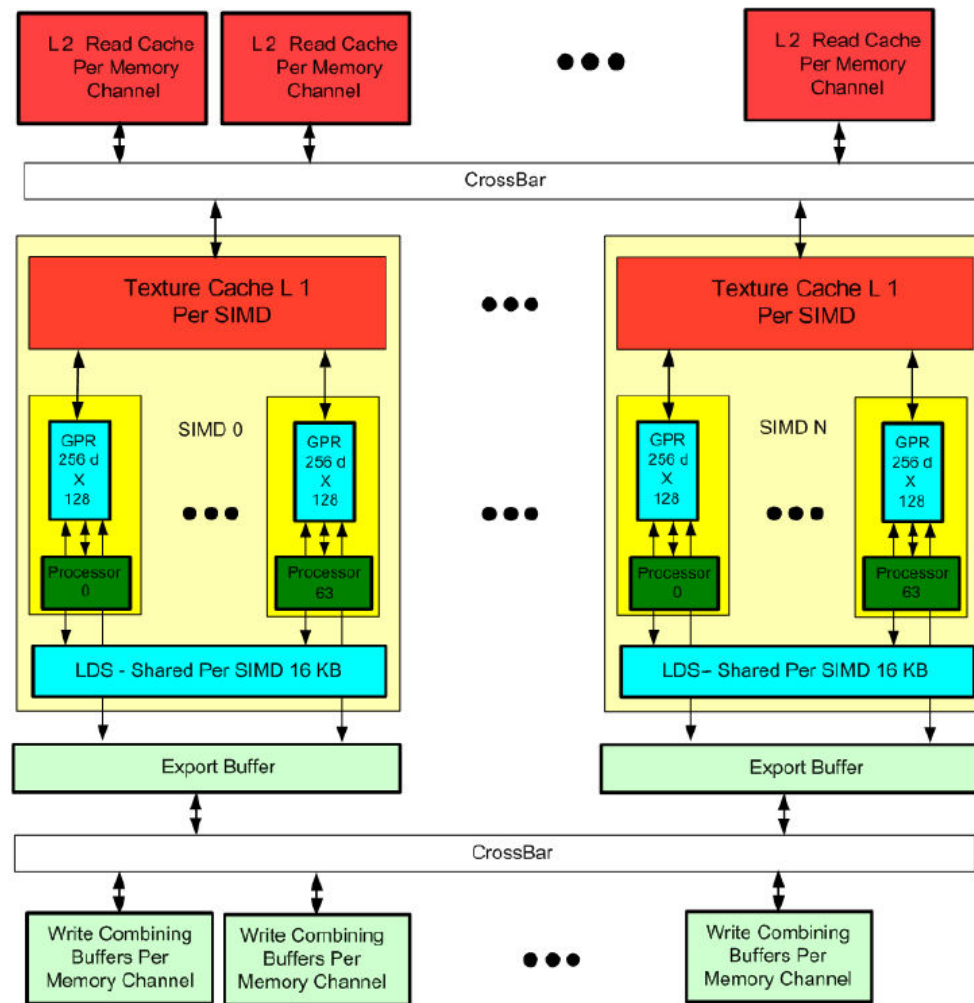 L2 Read Cache
Per Memory
Channel
L2 Read Cache
Per Memory
Channel
L2 Read Cache
Per Memory
Channel
CrossBar
Texture Cache L 1
Per SIMD
Texture Cache L 1
Per SIMD
GPR
256 d
X
128
SIMD 0
GPR
256 d
X
128
GPR
256 d
X
128
SIMD N
GPR
256 d
X
128
Processor
0
Processor
63
Processor
0
Processor
63
LDS - Shared Per SIMD 16 KB
LDS– Shared Per SIMD 16 KB
Export Buffer
Export Buffer
CrossBar
Write Combining
Buffers Per
Memory Channel
Write Combining
Buffers Per
Memory Channel
Write Combining
Buffers Per
Memory Channel